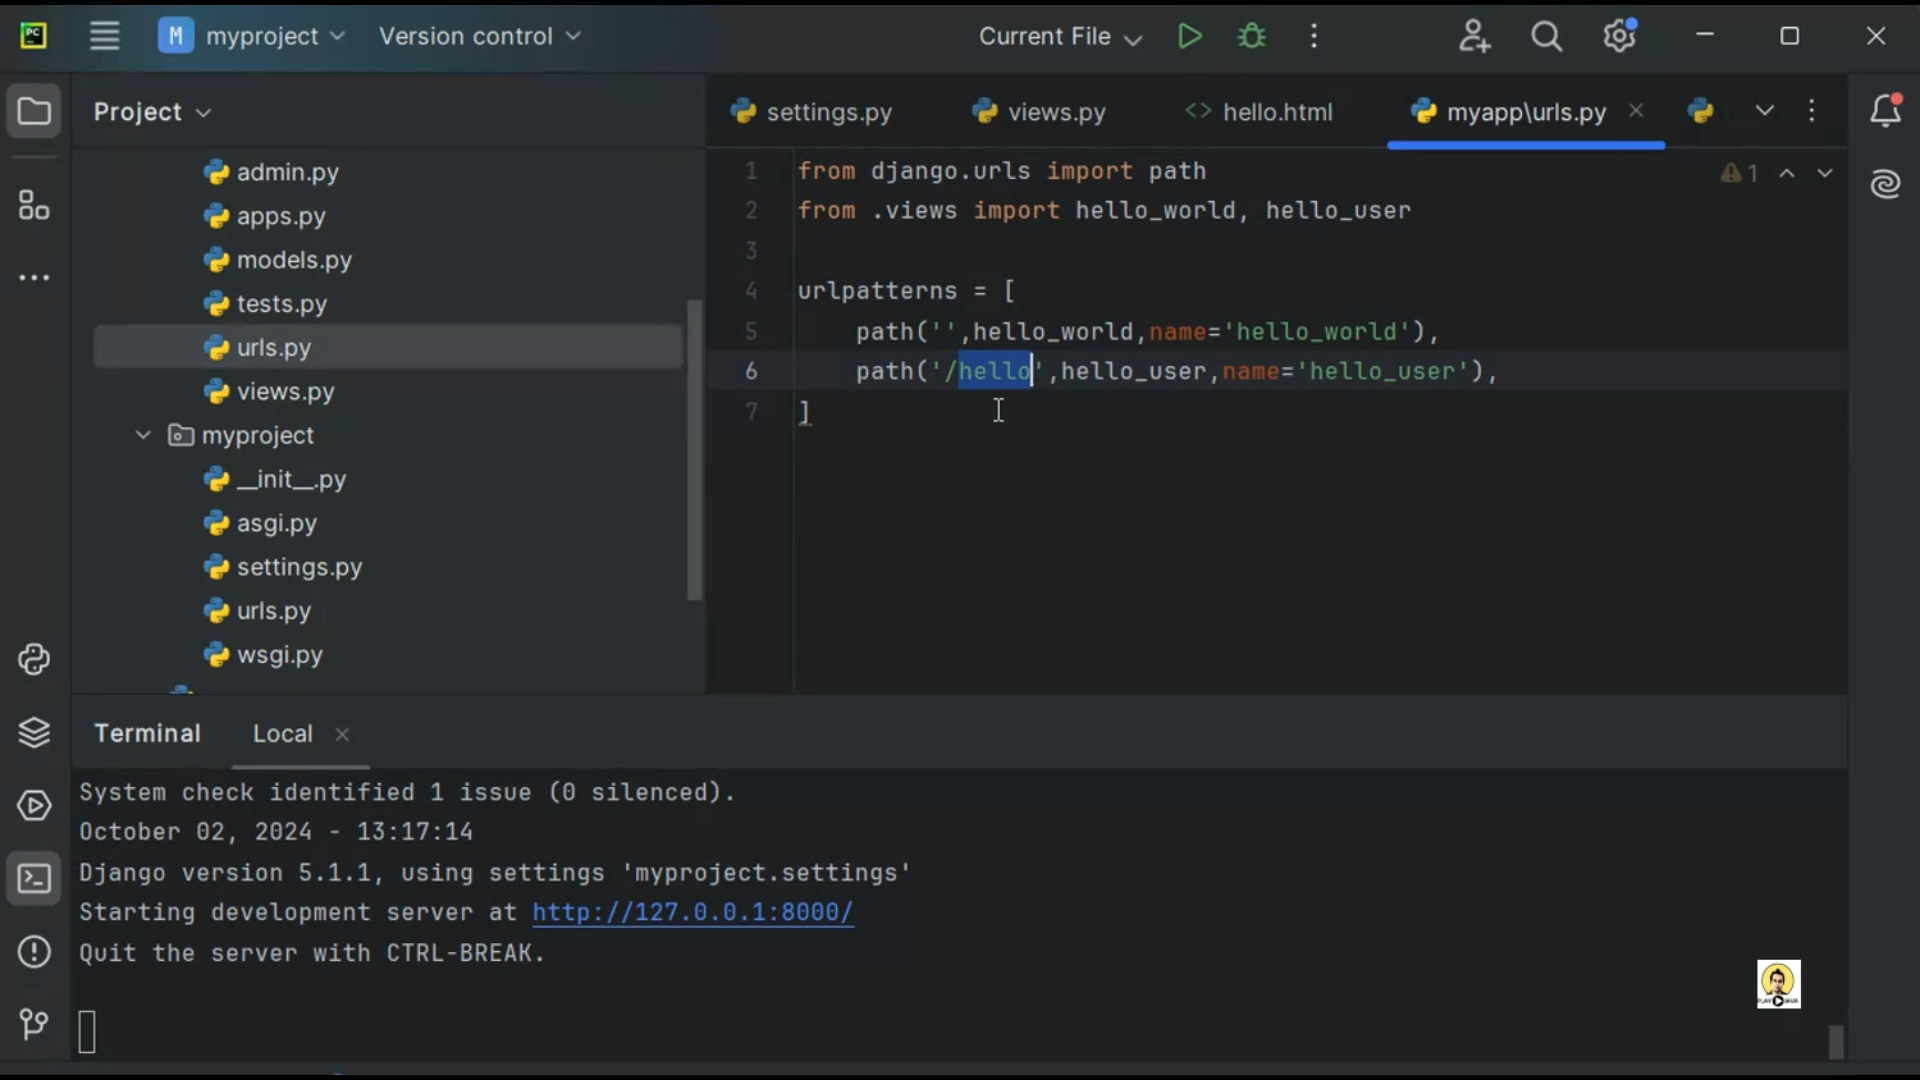 PC
M myproject Version control Current File
Project
settings.py views.py <> hello.html myapp\urls.py
admin.py
apps.py
models.py
tests.py
urls.py
views.py
myproject
__init__.py
asgi.py
settings.py
urls.py
wsgi.py
1 from django.urls import path
2 from .views import hello_world, hello_user
3
4 urlpatterns = [
5 path('',hello_world,name='hello_world'),
6 path('/hello',hello_user,name='hello_user'),
7 ]
1
Terminal Local
System check identified 1 issue (0 silenced).
October 02, 2024 - 13:17:14
Django version 5.1.1, using settings 'myproject.settings'
Starting development server at http://127.0.0.1:8000/
Quit the server with CTRL-BREAK.